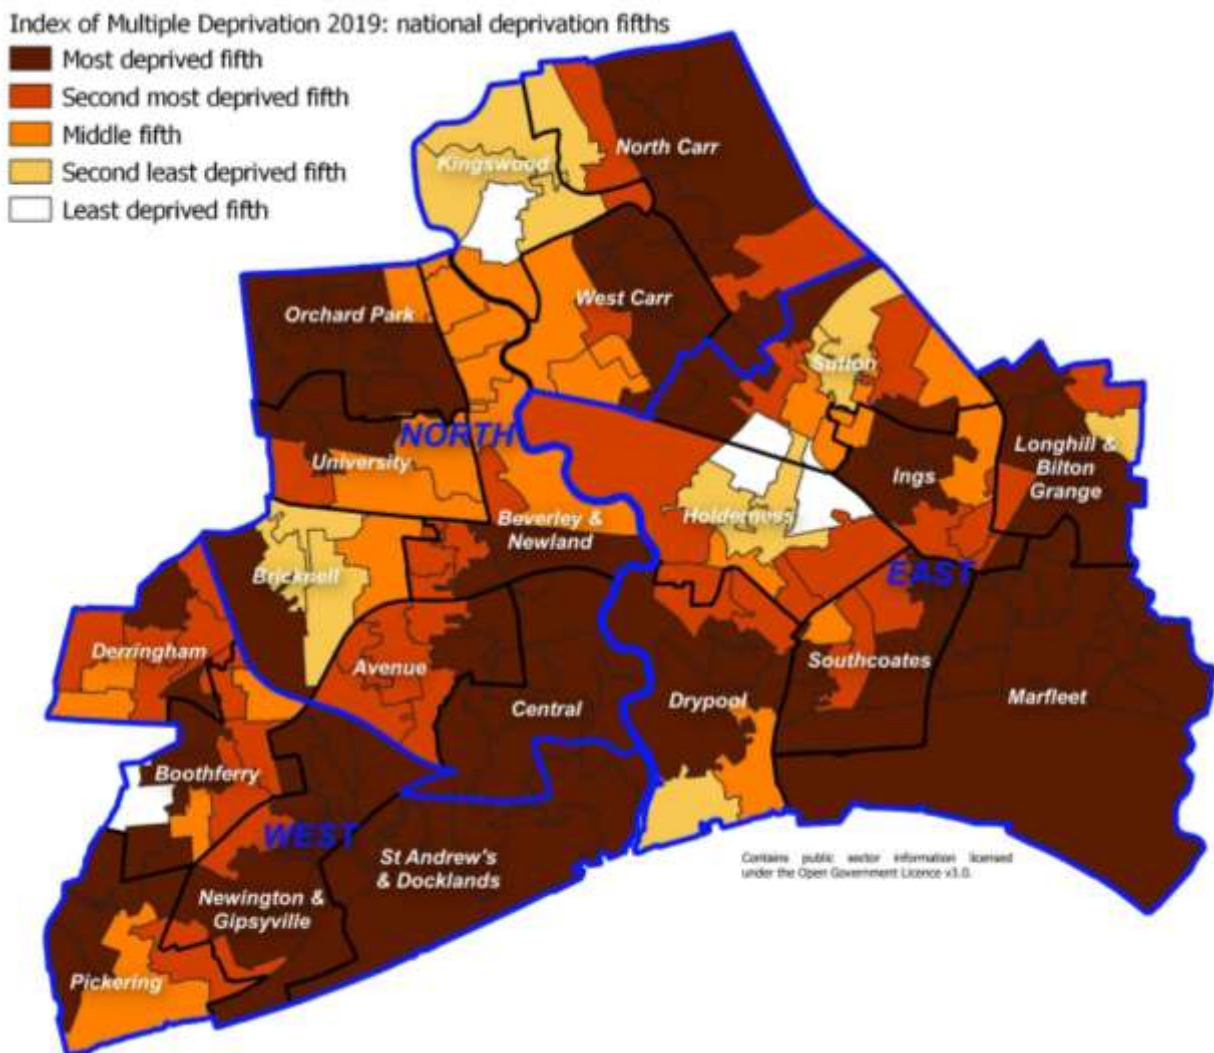 Index of Multiple Deprivation 2019: national deprivation fifths
Most deprived fifth
Second most deprived fifth
Middle fifth
Second least deprived fifth
Least deprived fifth
North Carr
Kingswood
West Carr
Orchard Park
Sutton
NORTH
University
Longhill &
Bilton
Grange
Ings
Holderness
Beverley &
Newland
EAST
Bricknell
Derringham
Avenue
Southcoates
Central
Drypool
Marfleet
Boothferry
WEST
St Andrew's
& Docklands
Newington &
Gipsyville
Pickering
Contains public sector information licensed
under the Open Government Licence v3.0.